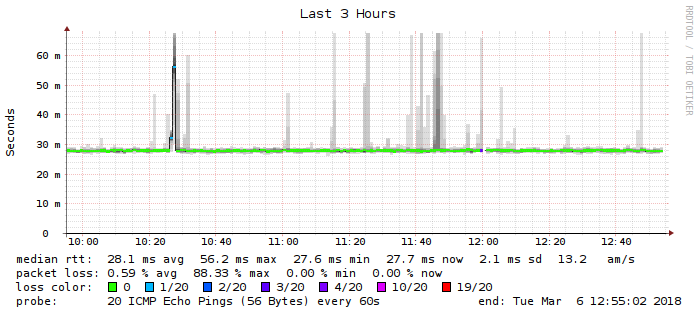 Last 3 Hours
RRDTOOL / TOBI OETIKER
Seconds
60 m
50 m
40 m
30 m
20 m
10 m
0
10:00 10:20 10:40 11:00 11:20 11:40 12:00 12:20 12:40
median rtt: 28.1 ms avg 56.2 ms max 27.6 ms min 27.7 ms now 2.1 ms sd 13.2 am/s
packet loss: 0.59 % avg 88.33 % max 0.00 % min 0.00 % now
loss color: 0 1/20 2/20 3/20 4/20 10/20 19/20
probe: 20 ICMP Echo Pings (56 Bytes) every 60s end: Tue Mar 6 12:55:02 2018